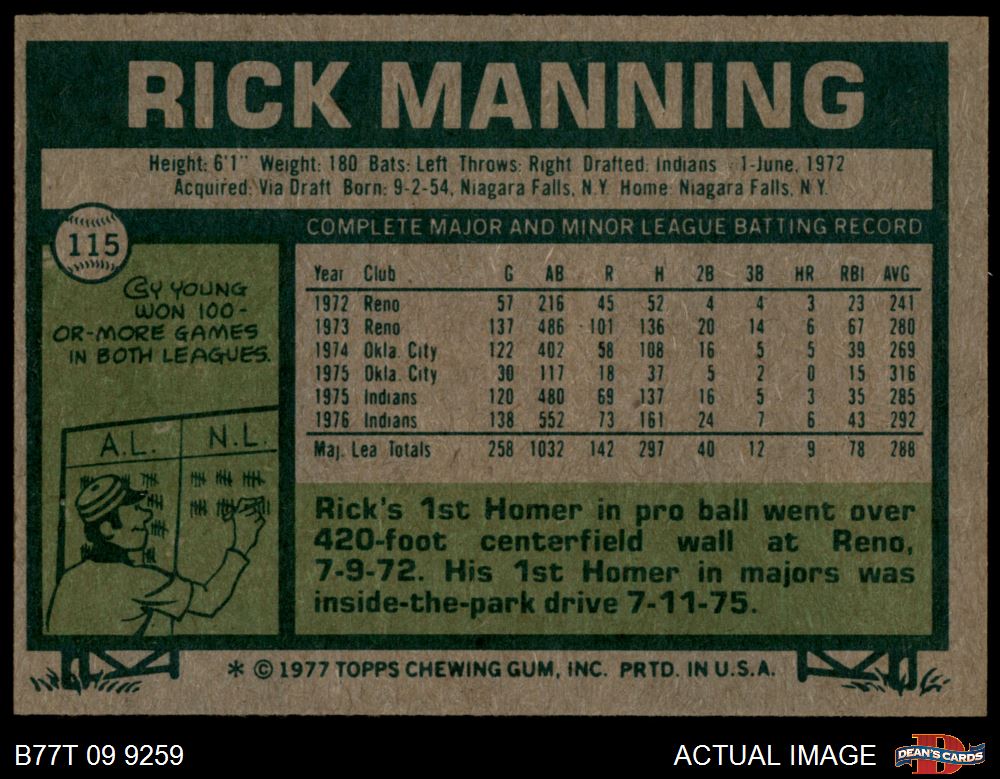 RICK MANNING
Height: 6'1" Weight: 180 Bats: Left Throws: Right Drafted: Indians 1-June, 1972
Acquired: Via Draft Born: 9-2-54, Niagara Falls, N.Y. Home: Niagara Falls, N.Y.
115
COMPLETE MAJOR AND MINOR LEAGUE BATTING RECORD
CY YOUNG
WON 100-
OR-MORE GAMES
IN BOTH LEAGUES.
A.L. N.L.
Year Club G AB R H 2B 3B HR RBI AVG
1972 Reno 57 216 45 52 4 4 3 23 241
1973 Reno 137 486 101 136 20 14 6 67 280
1974 Okla. City 122 402 58 108 16 5 5 39 269
1975 Okla. City 30 117 18 37 5 2 0 15 316
1975 Indians 120 480 69 137 16 5 3 35 285
1976 Indians 138 552 73 161 24 7 6 43 292
Maj. Lea Totals 258 1032 142 297 40 12 9 78 288
Rick's 1st Homer in pro ball went over
420-foot centerfield wall at Reno,
7-9-72. His 1st Homer in majors was
inside-the-park drive 7-11-75.
* © 1977 TOPPS CHEWING GUM, INC. PRTD. IN U.S.A.
B77T 09 9259
ACTUAL IMAGE
D
DEAN'S CARDS